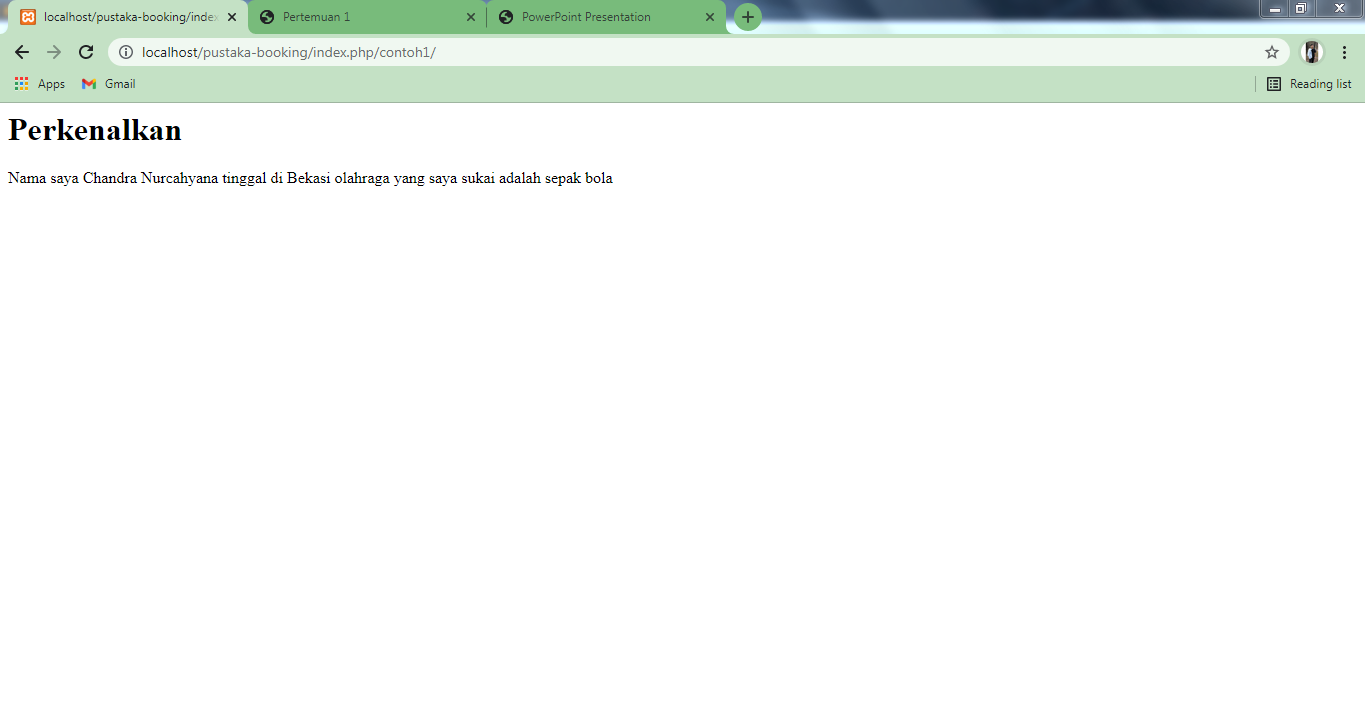 localhost/pustaka-booking/index
Pertemuan 1
PowerPoint Presentation
localhost/pustaka-booking/index.php/contoh1/
Apps
Gmail
Reading list
Perkenalkan
Nama saya Chandra Nurcahyana tinggal di Bekasi olahraga yang saya sukai adalah sepak bola